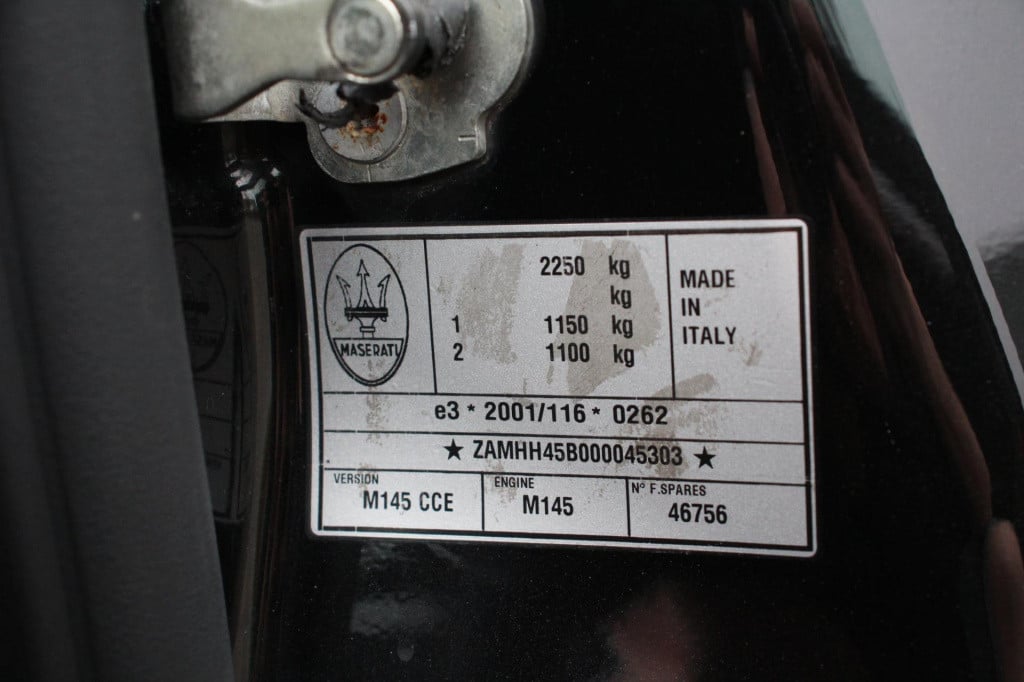 MASERATI
2250 kg
kg
1 1150 kg
2 1100 kg
MADE
IN
ITALY
e3 * 2001/116 * 0262
★ ZAMHH45B000045303 ★
VERSION
M145 CCE
ENGINE
M145
N° F.SPARES
46756